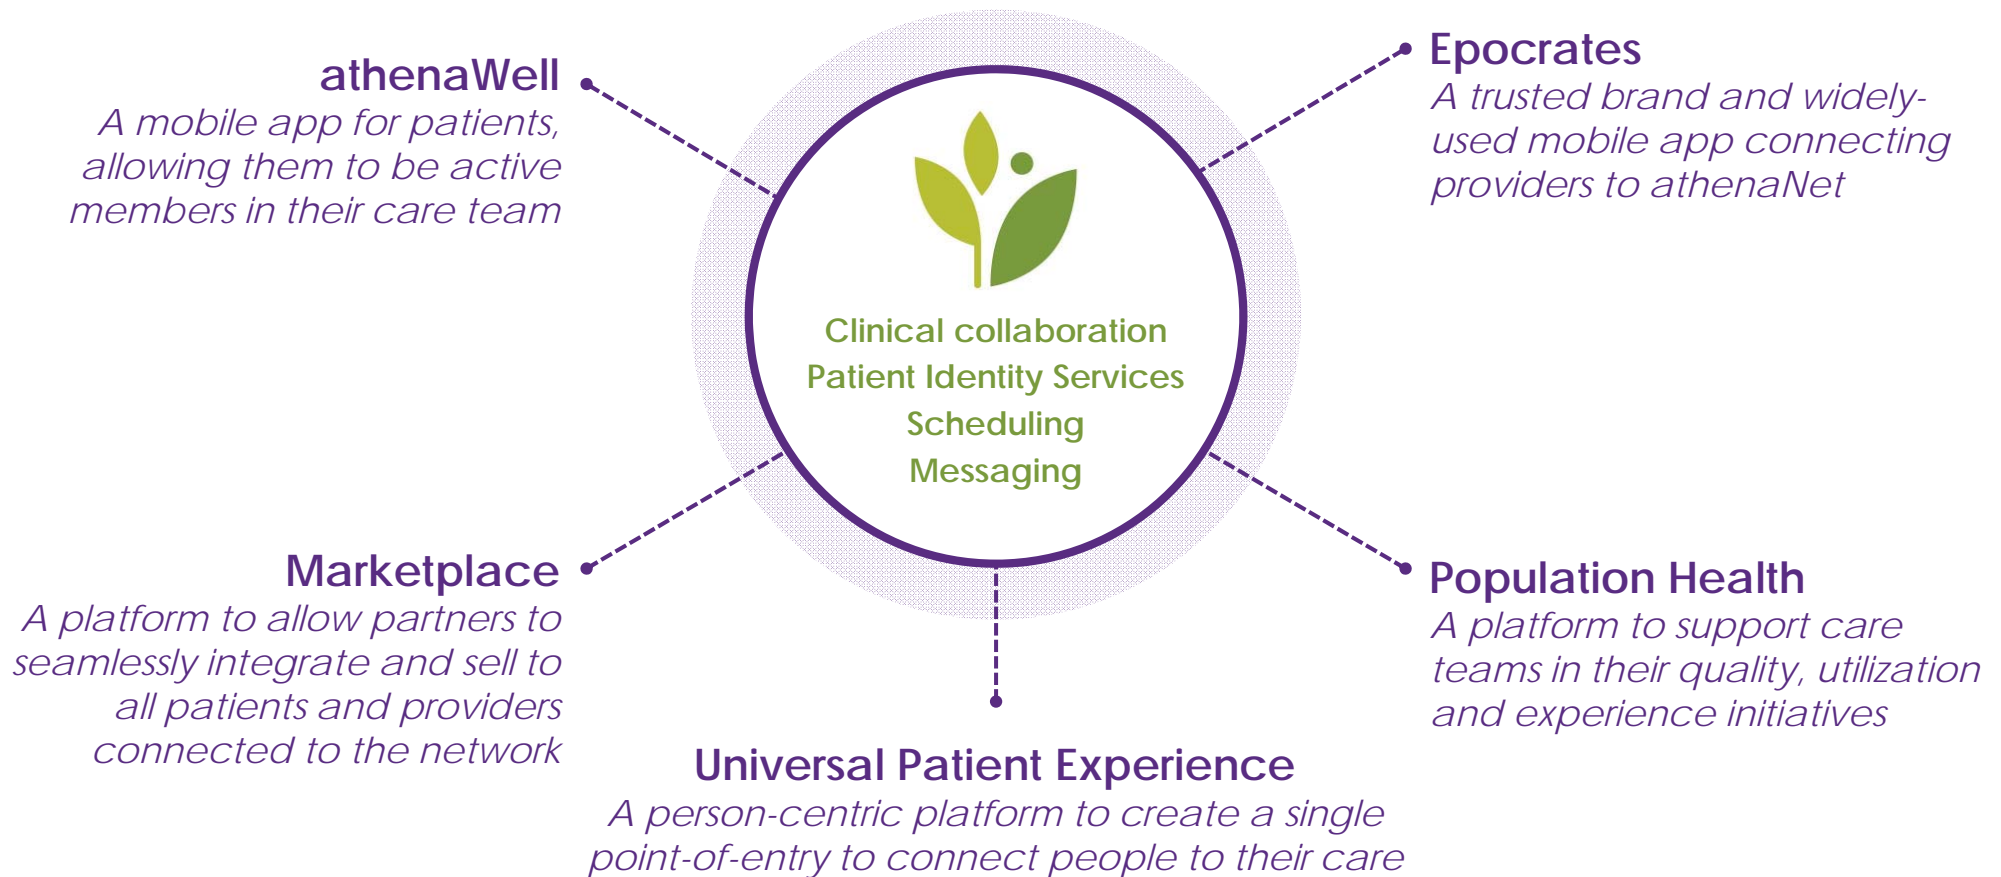 athenaWell
A mobile app for patients,
allowing them to be active
members in their care team
Epocrates
A trusted brand and widely-
used mobile app connecting
providers to athenaNet
Clinical collaboration
Patient Identity Services
Scheduling
Messaging
Marketplace
A platform to allow partners to
seamlessly integrate and sell to
all patients and providers
connected to the network
Population Health
A platform to support care
teams in their quality, utilization
and experience initiatives
Universal Patient Experience
A person-centric platform to create a single
point-of-entry to connect people to their care